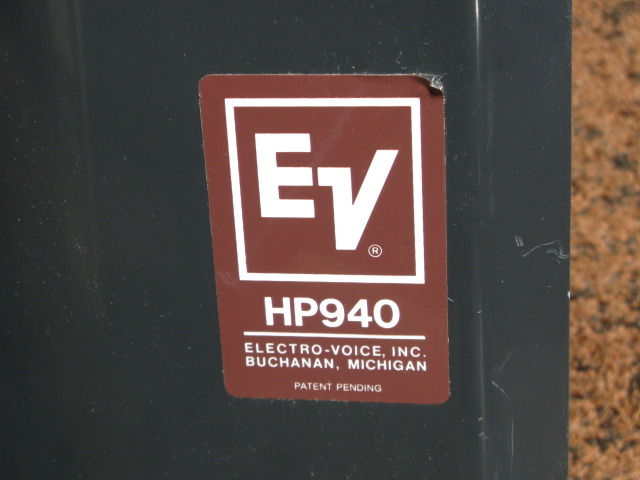 EV®
HP940
ELECTRO-VOICE, INC.
BUCHANAN, MICHIGAN
PATENT PENDING